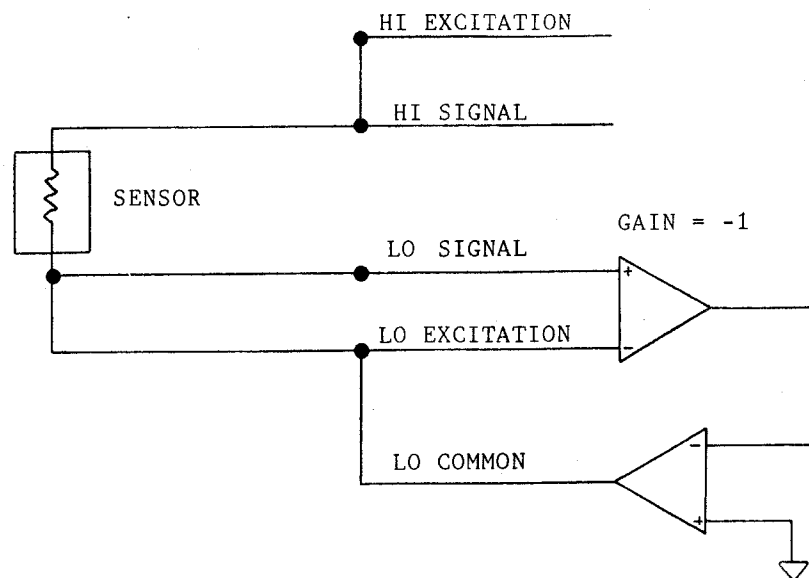 HI EXCITATION
HI SIGNAL
SENSOR
GAIN = -1
LO SIGNAL
+
LO EXCITATION
-
-
LO COMMON
+